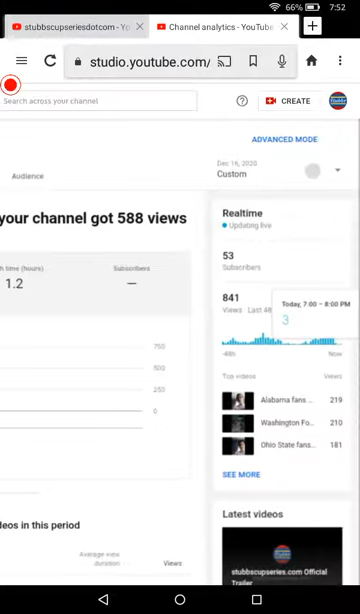 66% 7:52
stubbscupseriesdotcom - Yo
Channel analytics - YouTube
studio.youtube.com/
Search across your channel
CREATE
ADVANCED MODE
Dec 16, 2020
Custom
Audience
your channel got 588 views
h time (hours)
1.2
Subscribers
—
750
500
250
0
Realtime
Updating live
53
Subscribers
841
Views · Last 48
Today, 7:00 – 8:00 PM
3
-48h Now
Top videos Views
Alabama fans ... 219
Washington Fo... 210
Ohio State fans... 181
SEE MORE
deos in this period
Average view
duration
Views
Latest videos
stubbscupseries.com Official
Trailer